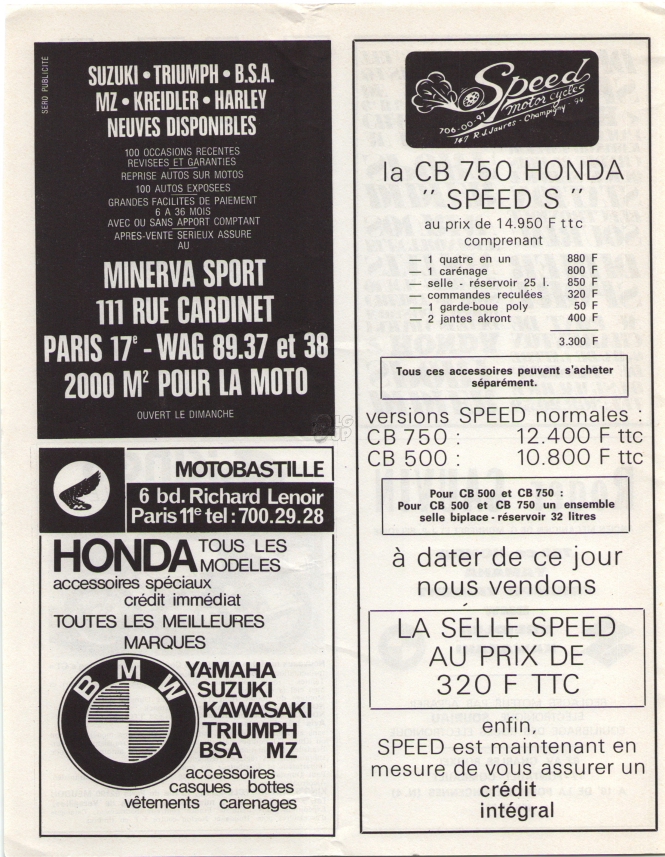 SERO PUBLICITE
SUZUKI • TRIUMPH • B.S.A.
MZ • KREIDLER • HARLEY
NEUVES DISPONIBLES
100 OCCASIONS RECENTES
REVISEES ET GARANTIES
REPRISE AUTOS SUR MOTOS
100 AUTOS EXPOSEES
GRANDES FACILITES DE PAIEMENT
6 A 36 MOIS
AVEC OU SANS APPORT COMPTANT
APRES-VENTE SERIEUX ASSURE
AU
MINERVA SPORT
111 RUE CARDINET
PARIS 17e - WAG 89.37 et 38
2000 M2 POUR LA MOTO
OUVERT LE DIMANCHE
MOTOBASTILLE
6 bd. Richard Lenoir
Paris 11e tel : 700.29.28
HONDA TOUS LES
MODELES
accessoires spéciaux
crédit immédiat
TOUTES LES MEILLEURES
MARQUES
BMW
YAMAHA
SUZUKI
KAWASAKI
TRIUMPH
BSA MZ
accessoires
casques bottes
vêtements carenages
Speed
motor cycles
706-00-91
147 R. J. Jaures - Champigny - 94
la CB 750 HONDA
" SPEED S "
au prix de 14.950 F ttc
comprenant
— 1 quatre en un 880 F
— 1 carénage 800 F
— selle - réservoir 25 l. 850 F
— commandes reculées 320 F
— 1 garde-boue poly 50 F
— 2 jantes akront 400 F
3.300 F
Tous ces accessoires peuvent s'acheter
séparément.
versions SPEED normales :
CB 750 : 12.400 F ttc
CB 500 : 10.800 F ttc
Pour CB 500 et CB 750 :
Pour CB 500 et CB 750 un ensemble
selle biplace - réservoir 32 litres
à dater de ce jour
nous vendons
LA SELLE SPEED
AU PRIX DE
320 F TTC
enfin,
SPEED est maintenant en
mesure de vous assurer un
crédit
intégral